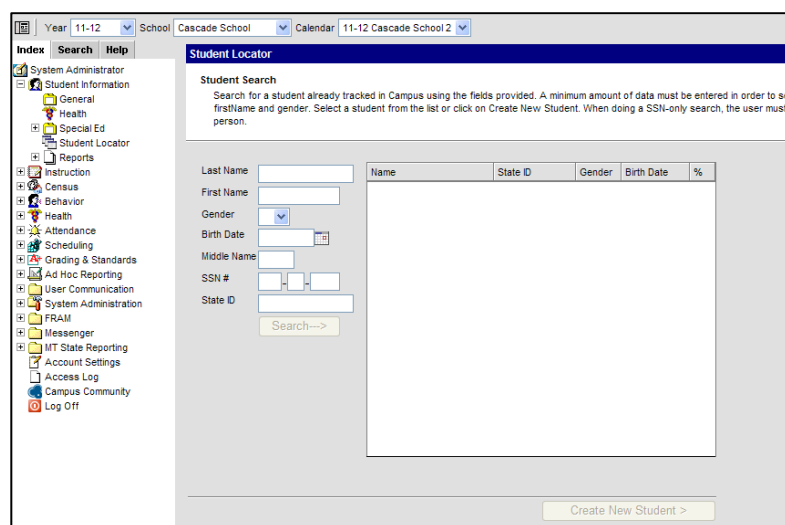 Year 11-12 School Cascade School Calendar 11-12 Cascade School 2
Index Search Help
System Administrator
Student Information
General
Health
Special Ed
Student Locator
Reports
Instruction
Census
Behavior
Health
Attendance
Scheduling
Grading & Standards
Ad Hoc Reporting
User Communication
System Administration
FRAM
Messenger
MT State Reporting
Account Settings
Access Log
Campus Community
Log Off
Student Locator
Student Search
Search for a student already tracked in Campus using the fields provided. A minimum amount of data must be entered in order to
firstName and gender. Select a student from the list or click on Create New Student. When doing a SSN-only search, the user
person.
Last Name
First Name
Gender
Birth Date
Middle Name
SSN #
- -
State ID
Search--->
Name State ID Gender Birth Date %
Create New Student >